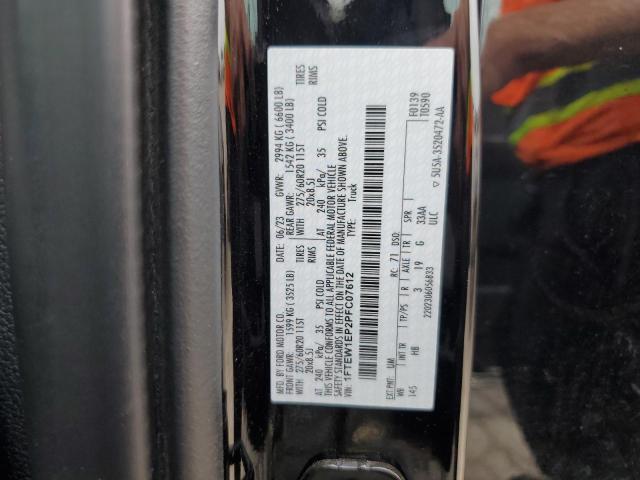 MFD. BY FORD MOTOR CO. DATE: 06/23 GVWR: 2994 KG ( 6600 LB)
FRONT GAWR: 1599 KG ( 3525 LB) REAR GAWR: 1542 KG ( 3400 LB)
WITH 275/60R20 115T TIRES WITH 275/60R20 115T TIRES
20x8.5J RIMS 20x8.5J RIMS
AT 240 kPa/ 35 PSI COLD AT 240 kPa/ 35 PSI COLD
THIS VEHICLE CONFORMS TO ALL APPLICABLE FEDERAL MOTOR VEHICLE
SAFETY STANDARDS IN EFFECT ON THE DATE OF MANUFACTURE SHOWN ABOVE.
VIN: 1FTEW1EP2PFC07612 TYPE: Truck
F0139
T0590
EXT PNT: UM RC: 71 DSO:
WB INT TR TP/PS R AXLE TR SPR
145 HB 3 19 G 33AA
2202306056833 ULC
▽ 5U5A-3520472-AA